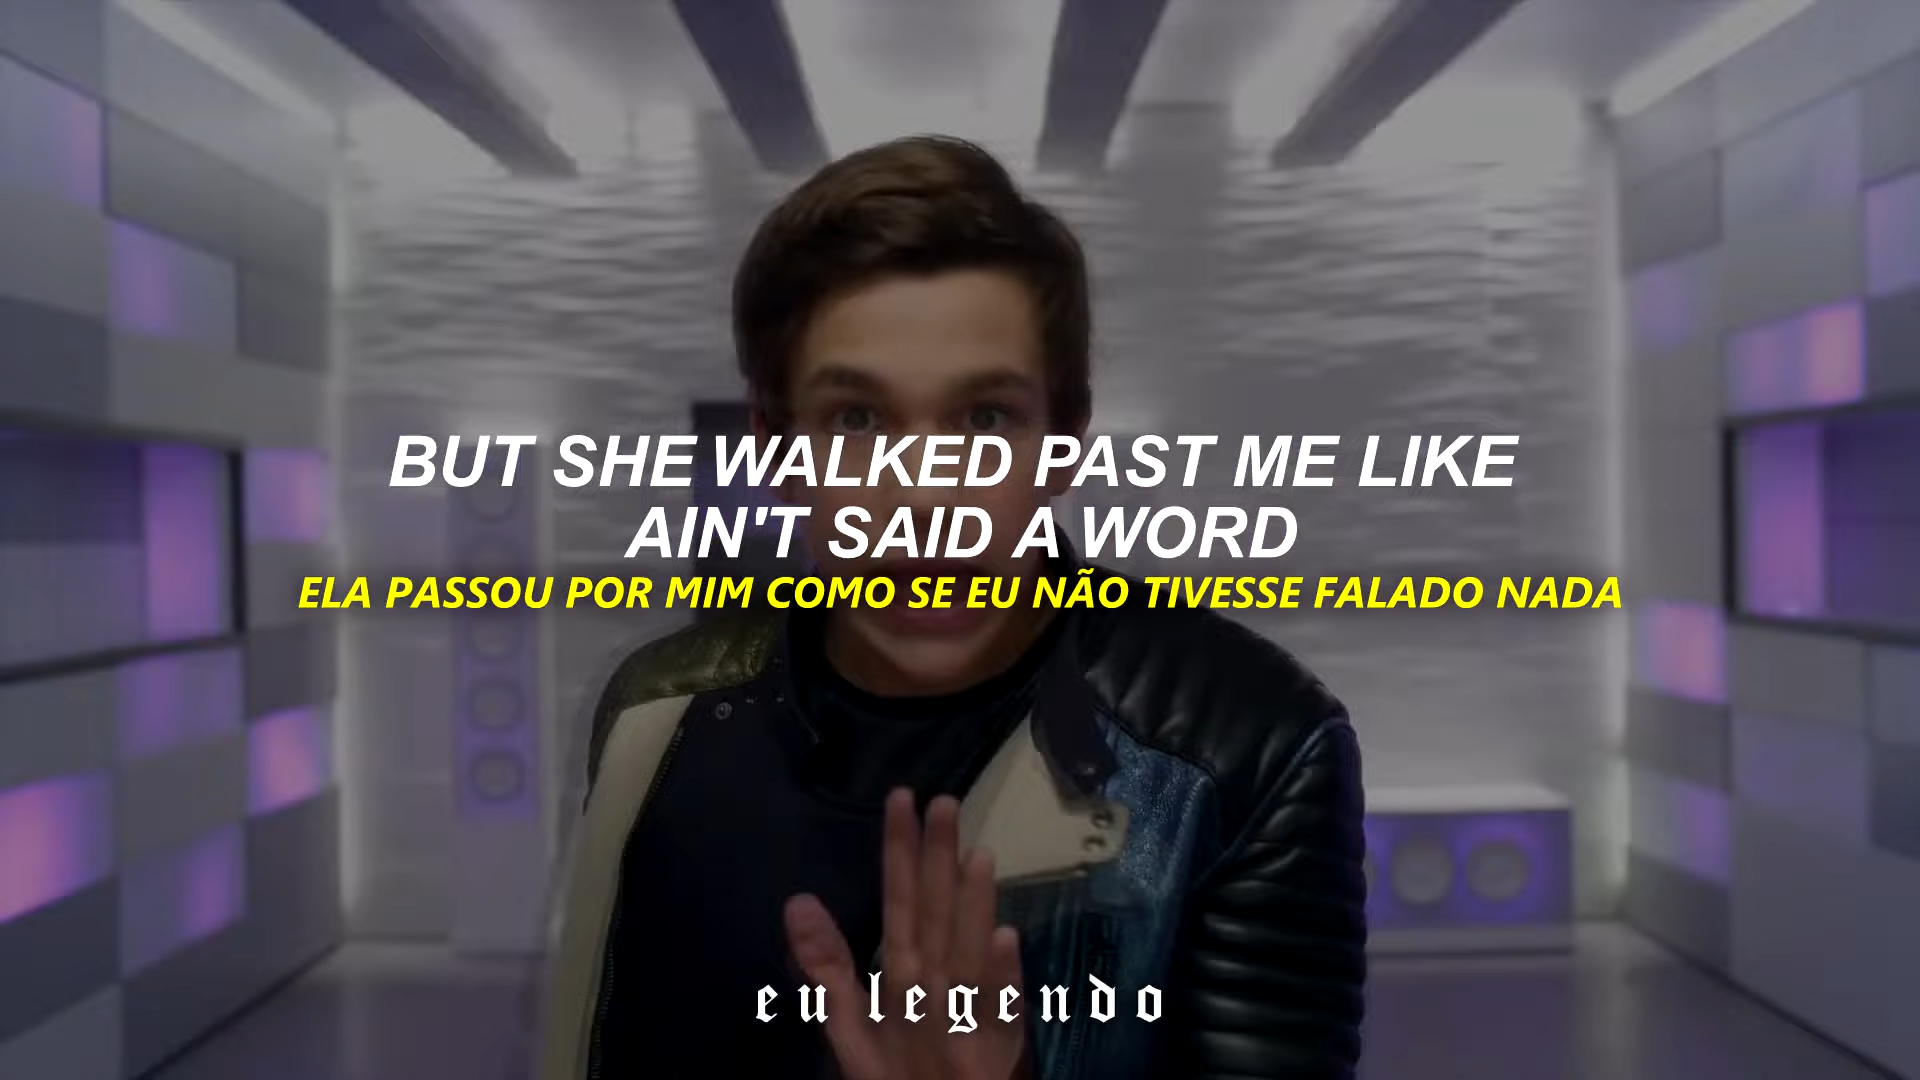 BUT SHE WALKED PAST ME LIKE
AIN'T SAID A WORD
ELA PASSOU POR MIM COMO SE EU NÃO TIVESSE FALADO NADA
eu legendo